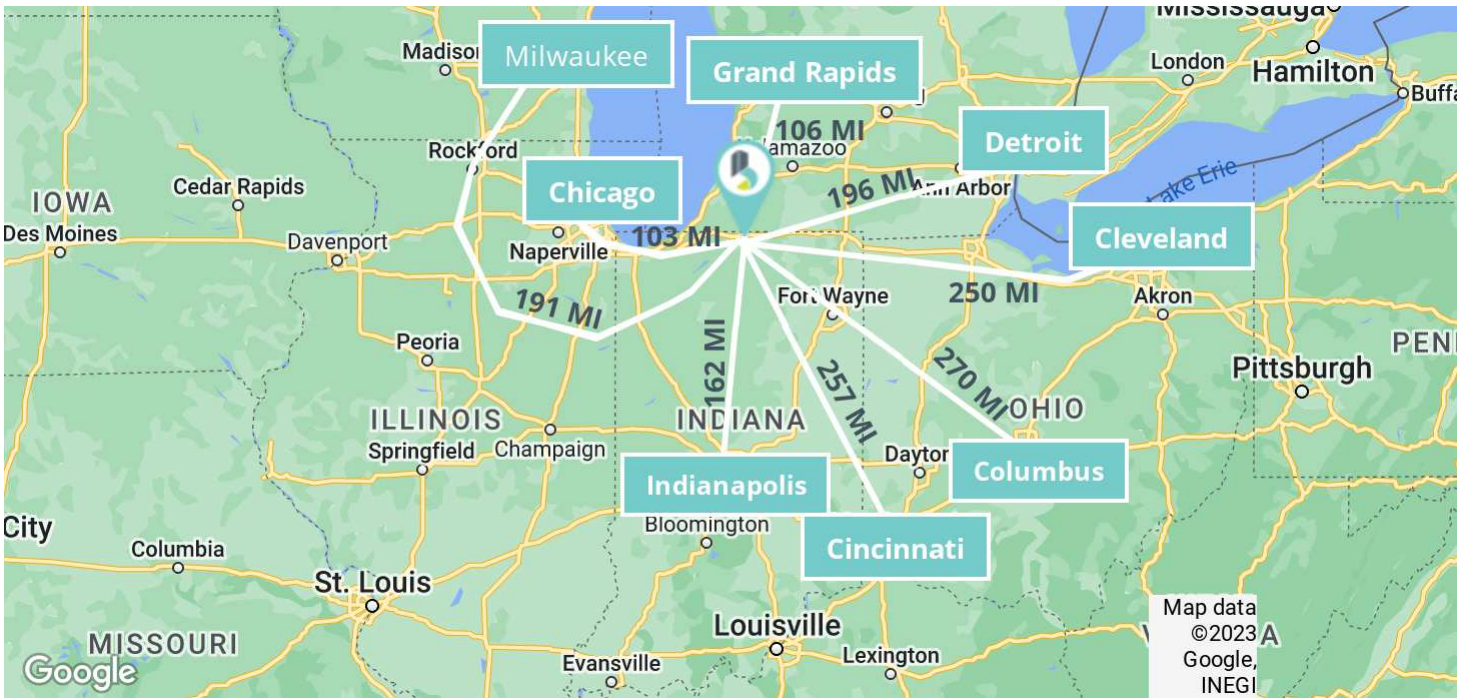 Mississauga
Madison
Milwaukee
Grand Rapids
London
Hamilton
Buffa
106 MI
Detroit
Rockford
amazoo
Chicago
196 MI
Ann Arbor
Lake Erie
Cedar Rapids
IOWA
Des Moines
Davenport
Naperville
103 MI
Cleveland
191 MI
Fort Wayne
250 MI
Akron
Peoria
162 MI
257 MI
270 MI
PENI
Pittsburgh
ILLINOIS
INDIANA
OHIO
Springfield
Champaign
Dayton
Columbus
Indianapolis
Bloomington
Cincinnati
City
Columbia
St. Louis
Map data
©2023
Google,
INEGI
MISSOURI
Louisville
Evansville
Lexington
Google